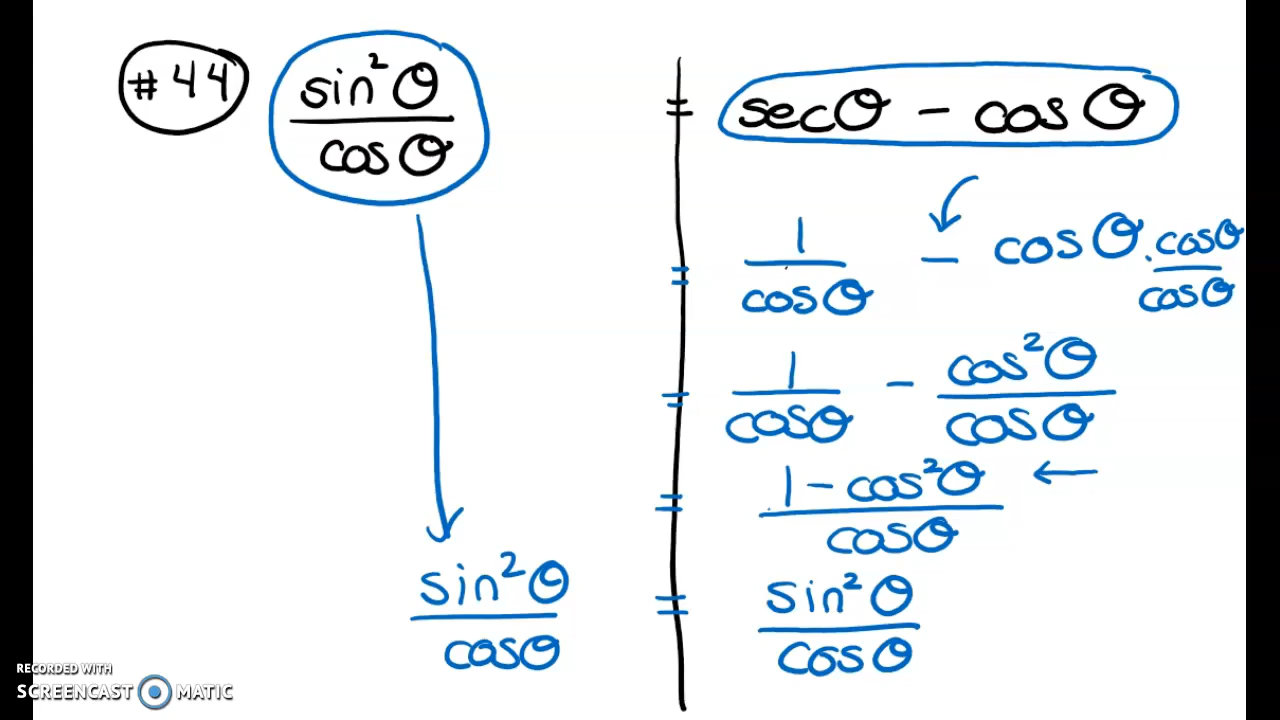 #44 sin²θ/cosθ = secθ - cosθ
= 1/cosθ - cosθ · cosθ/cosθ
= 1/cosθ - cos²θ/cosθ
= 1-cos²θ/cosθ
sin²θ/cosθ = sin²θ/cosθ
RECORDED WITH
SCREENCAST MATIC